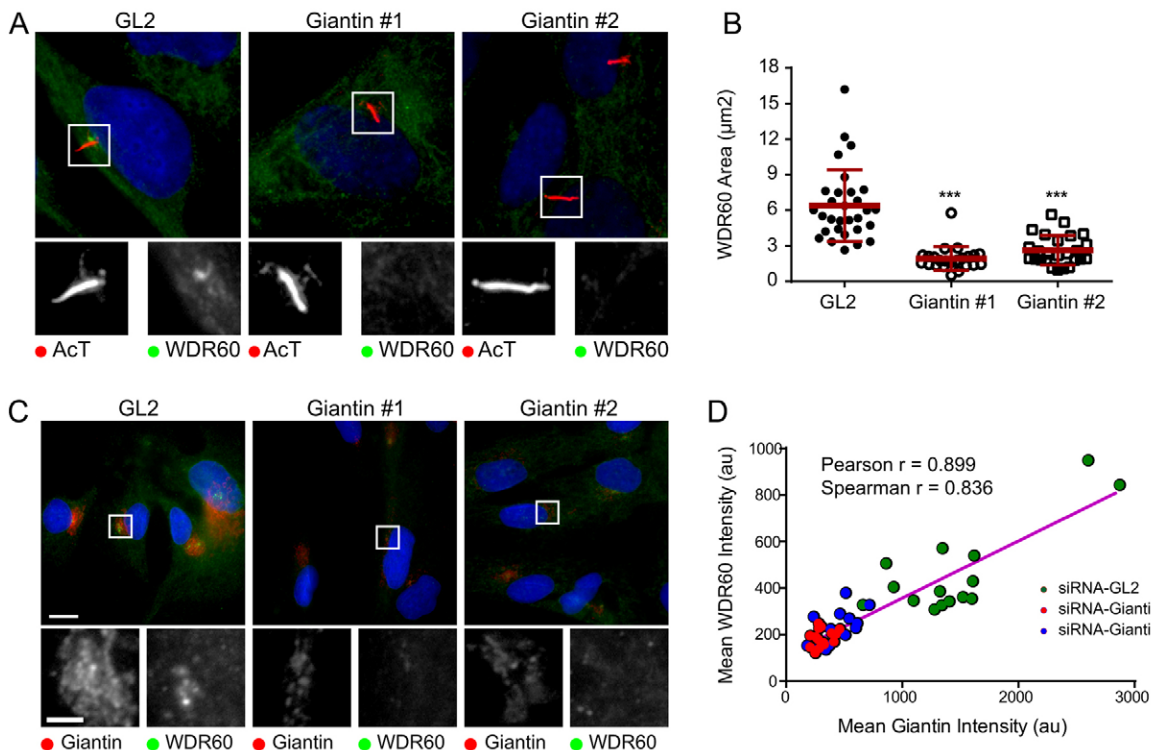 A
GL2
Giantin #1
Giantin #2
AcT
WDR60
AcT
WDR60
AcT
WDR60
B
WDR60 Area (µm2)
18
15
12
9
6
3
0
***
***
GL2
Giantin #1
Giantin #2
C
GL2
Giantin #1
Giantin #2
Giantin
WDR60
Giantin
WDR60
Giantin
WDR60
D
Mean WDR60 Intensity (au)
1000
800
600
400
200
0
Pearson r = 0.899
Spearman r = 0.836
siRNA-GL2
siRNA-Gianti
siRNA-Gianti
0
1000
2000
3000
Mean Giantin Intensity (au)